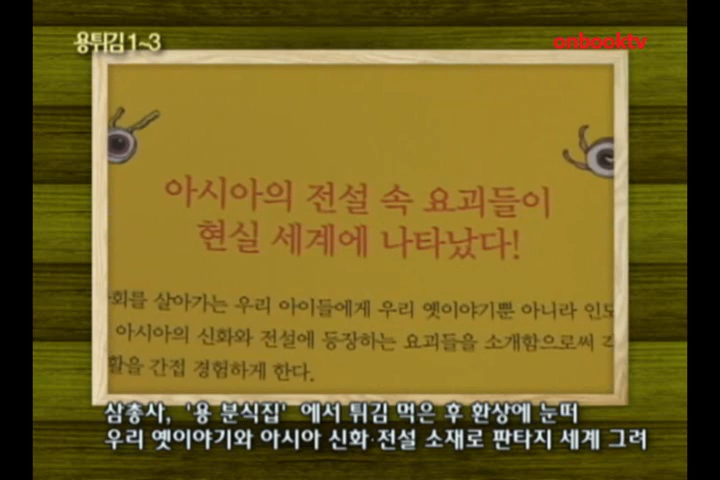 용튀김 1~3
onbooktv
아시아의 전설 속 요괴들이
현실 세계에 나타났다!
살아가는 우리 아이들에게 우리 옛이야기뿐 아니라
아시아의 신화와 전설에 등장하는 요괴들을 소개함으로써
간접 경험하게 한다.
삼총사, '용 분식집' 에서 튀김 먹은 후 환상에 눈떠
우리 옛이야기와 아시아 신화·전설 소재로 판타지 세계 그려